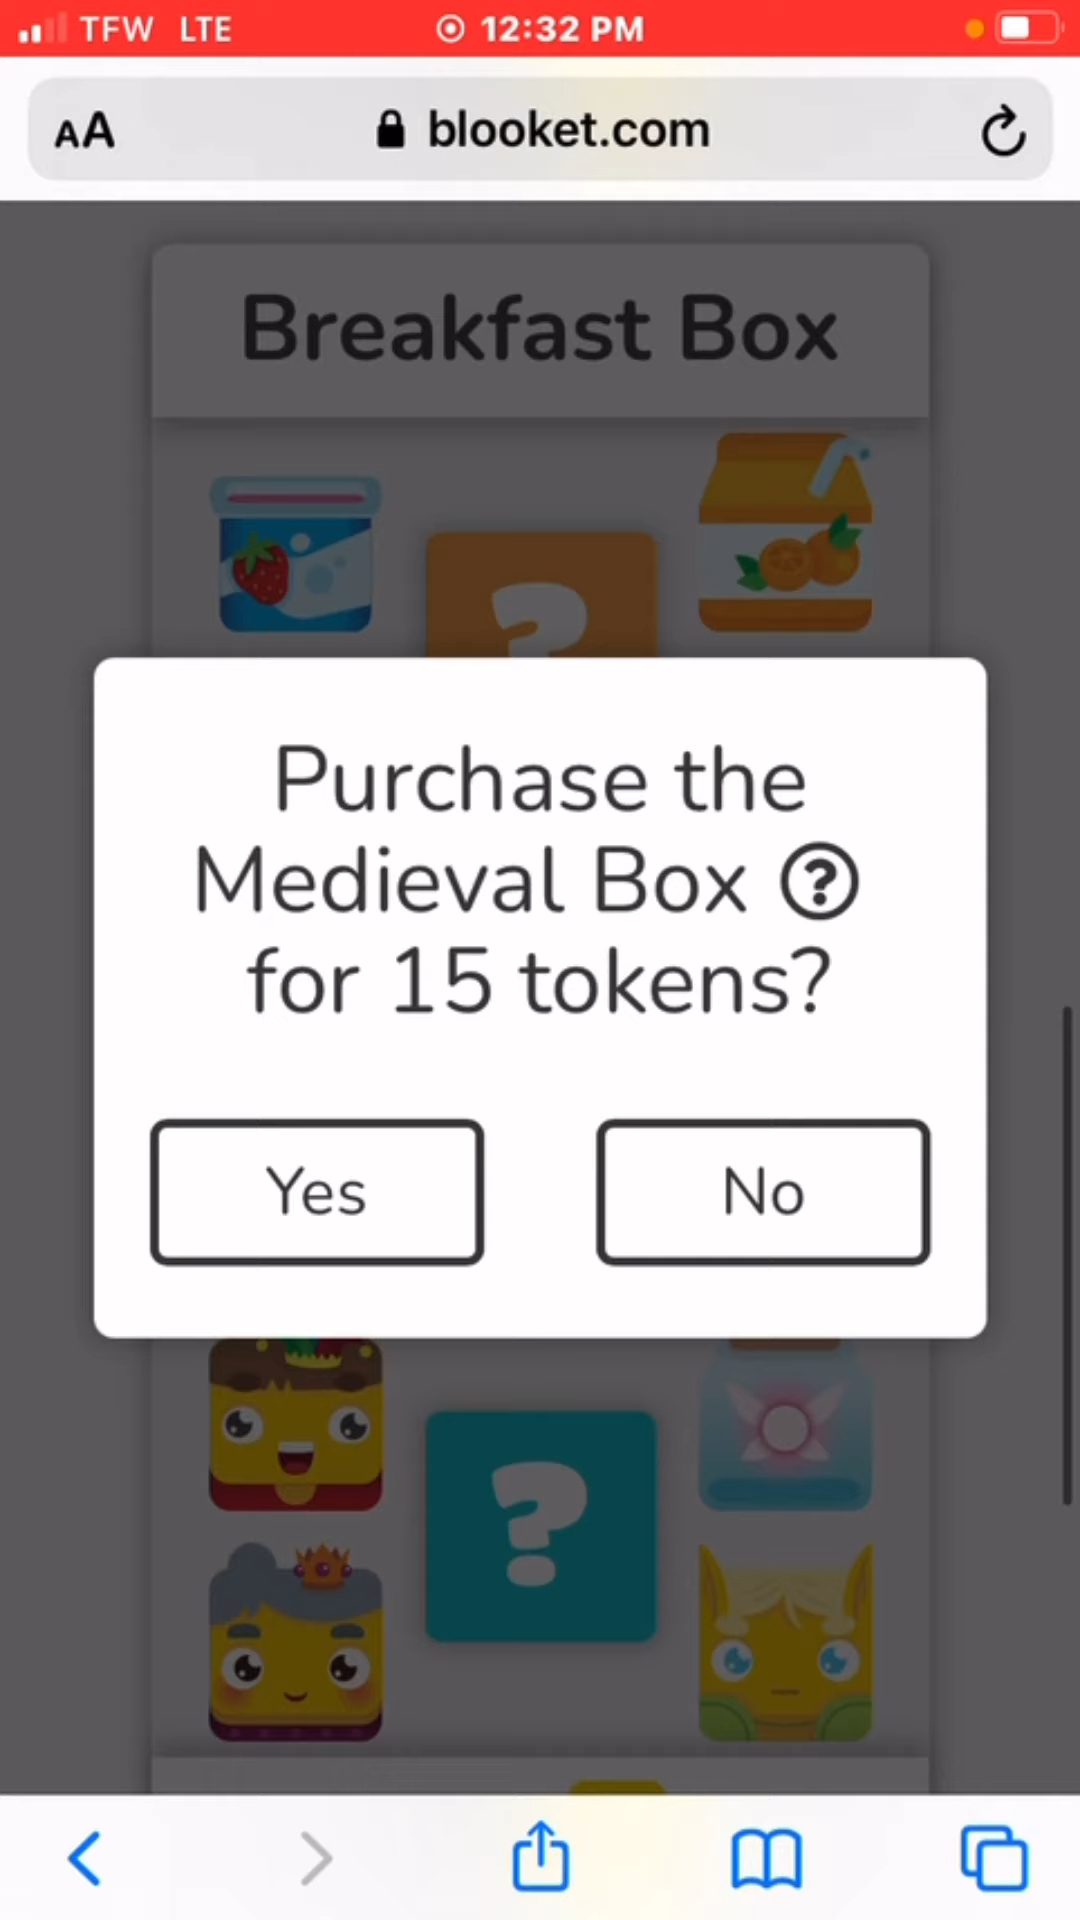 TFW LTE 12:32 PM
AA blooket.com
Breakfast Box
?
Purchase the
Medieval Box ?
for 15 tokens?
Yes No
?